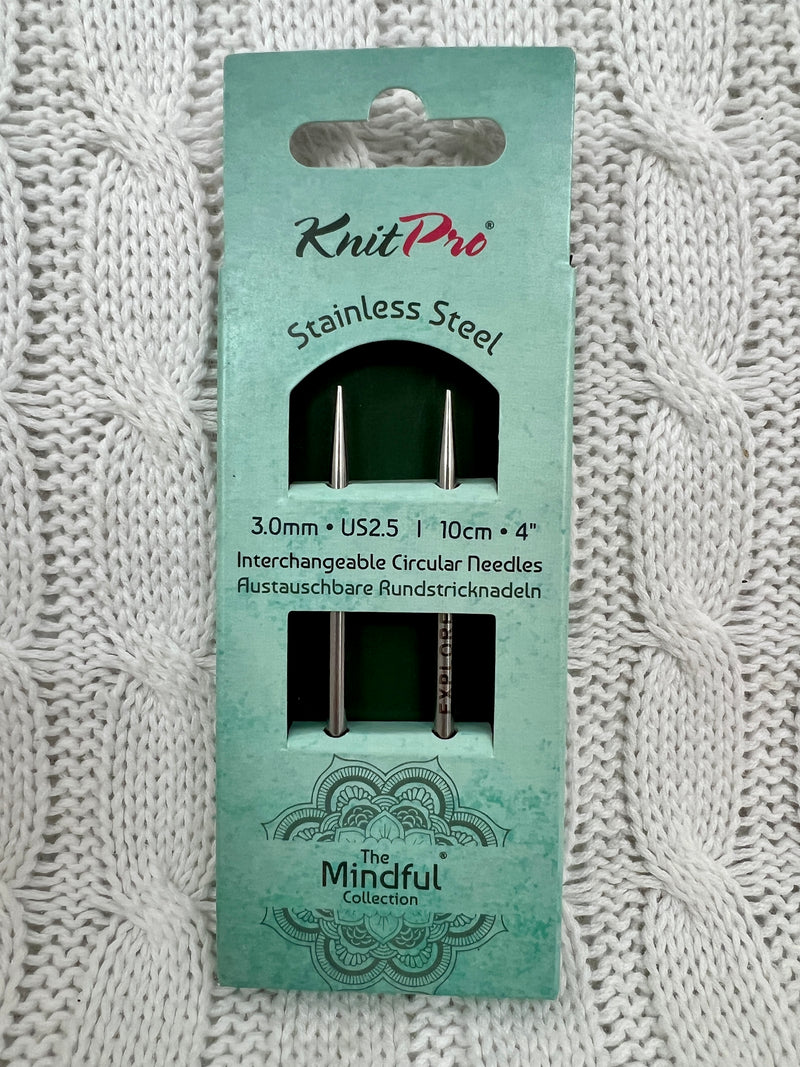 KnitPro®
Stainless Steel
3.0mm • US2.5 | 10cm • 4"
Interchangeable Circular Needles
Austauschbare Rundstricknadeln
EXPLORE
The
Mindful®
Collection